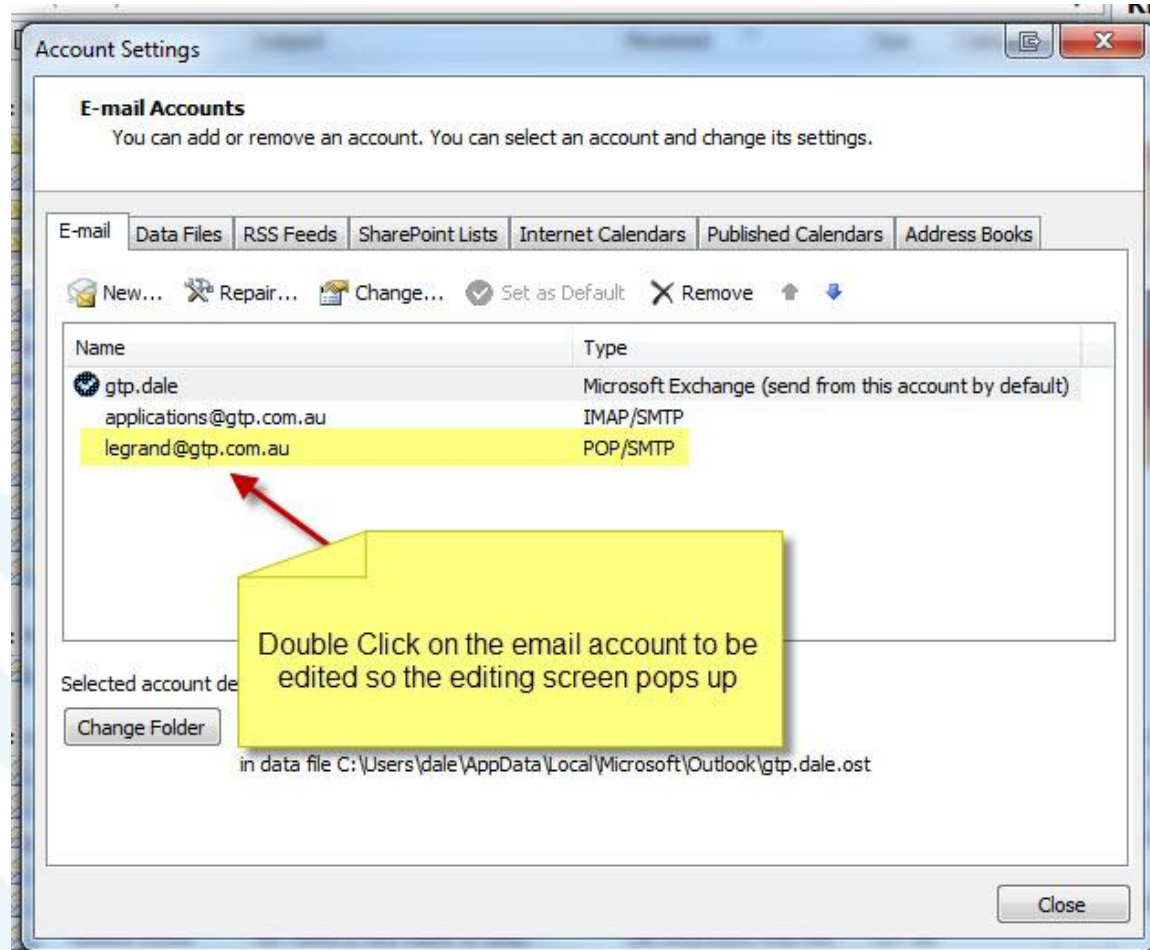 Account Settings
E-mail Accounts
You can add or remove an account. You can select an account and change its settings.
E-mail Data Files RSS Feeds SharePoint Lists Internet Calendars Published Calendars Address Books
New... Repair... Change... Set as Default Remove
Name Type
gtp.dale Microsoft Exchange (send from this account by default)
applications@gtp.com.au IMAP/SMTP
legrand@gtp.com.au POP/SMTP
Double Click on the email account to be
edited so the editing screen pops up
Selected account de
Change Folder
in data file C:\Users\dale\AppData\Local\Microsoft\Outlook\gtp.dale.ost
Close